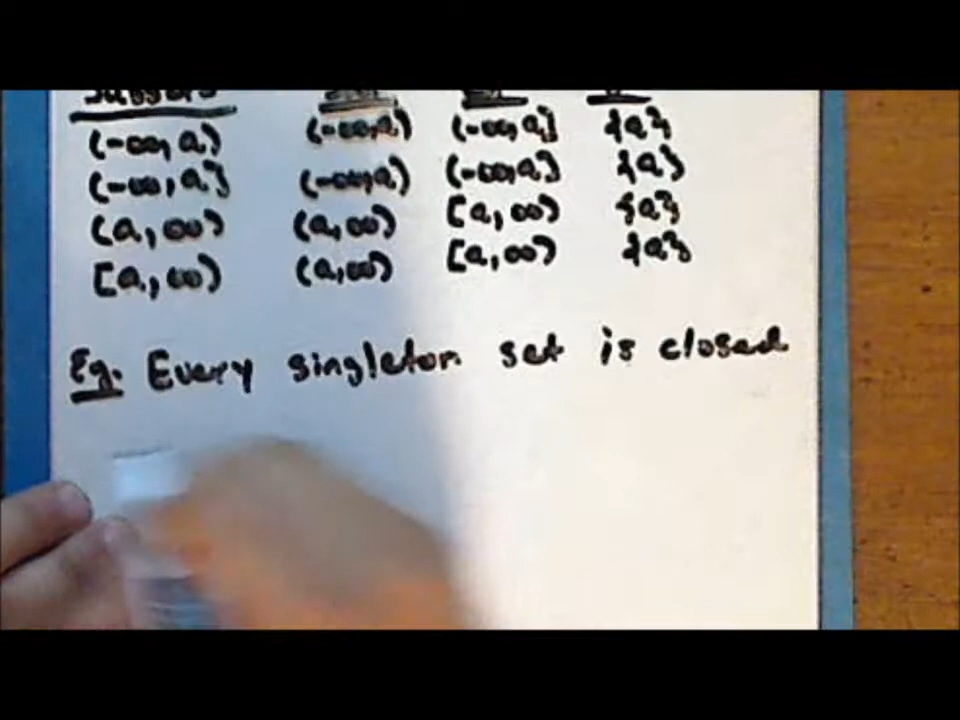 (-∞, a) (-∞,a) (-∞,a] {a}
(-∞, a] (-∞,a) (-∞,a] {a}
(a, ∞) (a,∞) [a, ∞) {a}
[a, ∞) (a,∞) [a, ∞) {a}
Eg. Every singleton set is closed